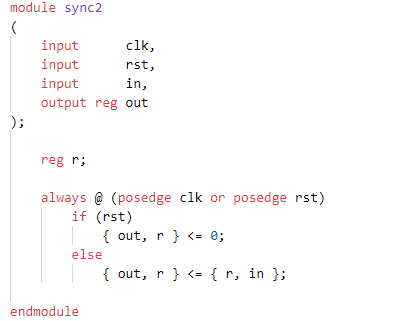 module sync2
(
    input      clk,
    input      rst,
    input      in,
    output reg out
);
    reg r;
    always @ (posedge clk or posedge rst)
        if (rst)
            { out, r } <= 0;
        else
            { out, r } <= { r, in };
endmodule